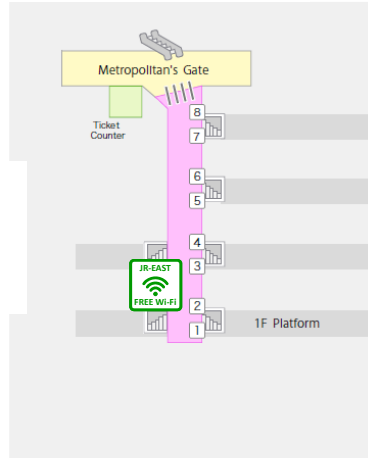 Metropolitan's Gate
Ticket
Counter
8
7
6
5
4
3
JR-EAST
FREE Wi-Fi
2
1
1F Platform